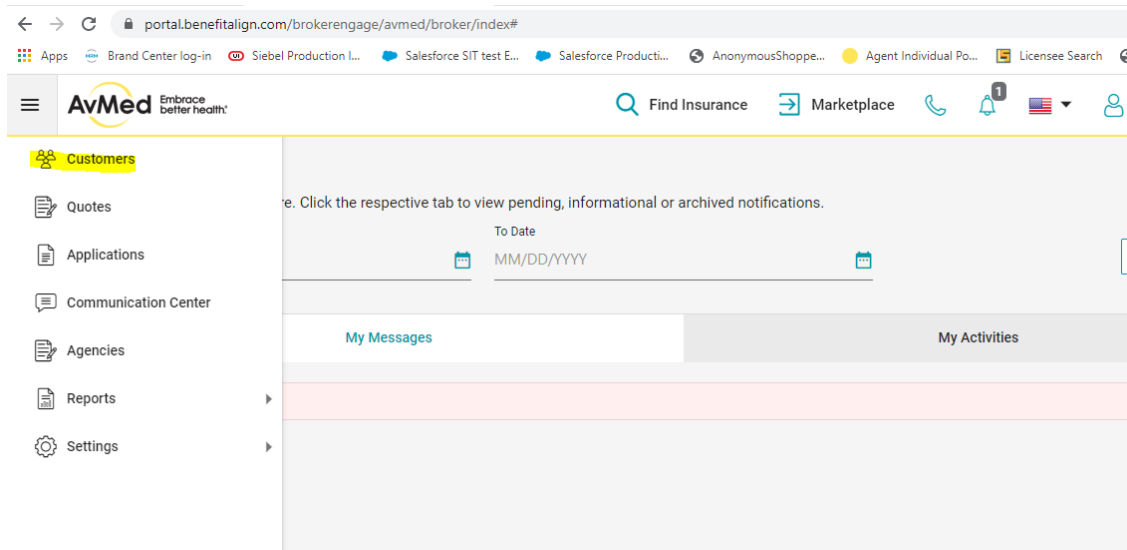 portal.benefitalign.com/brokerengage/avmed/broker/index#
Apps Brand Center log-in Siebel Production I... Salesforce SIT test E... Salesforce Producti... AnonymousShoppe... Agent Individual Po... Licensee Search
AvMed Embrace better health.® Find Insurance Marketplace 1
Customers
Quotes
re. Click the respective tab to view pending, informational or archived notifications.
To Date
Applications
MM/DD/YYYY
Communication Center
My Messages My Activities
Agencies
Reports
Settings